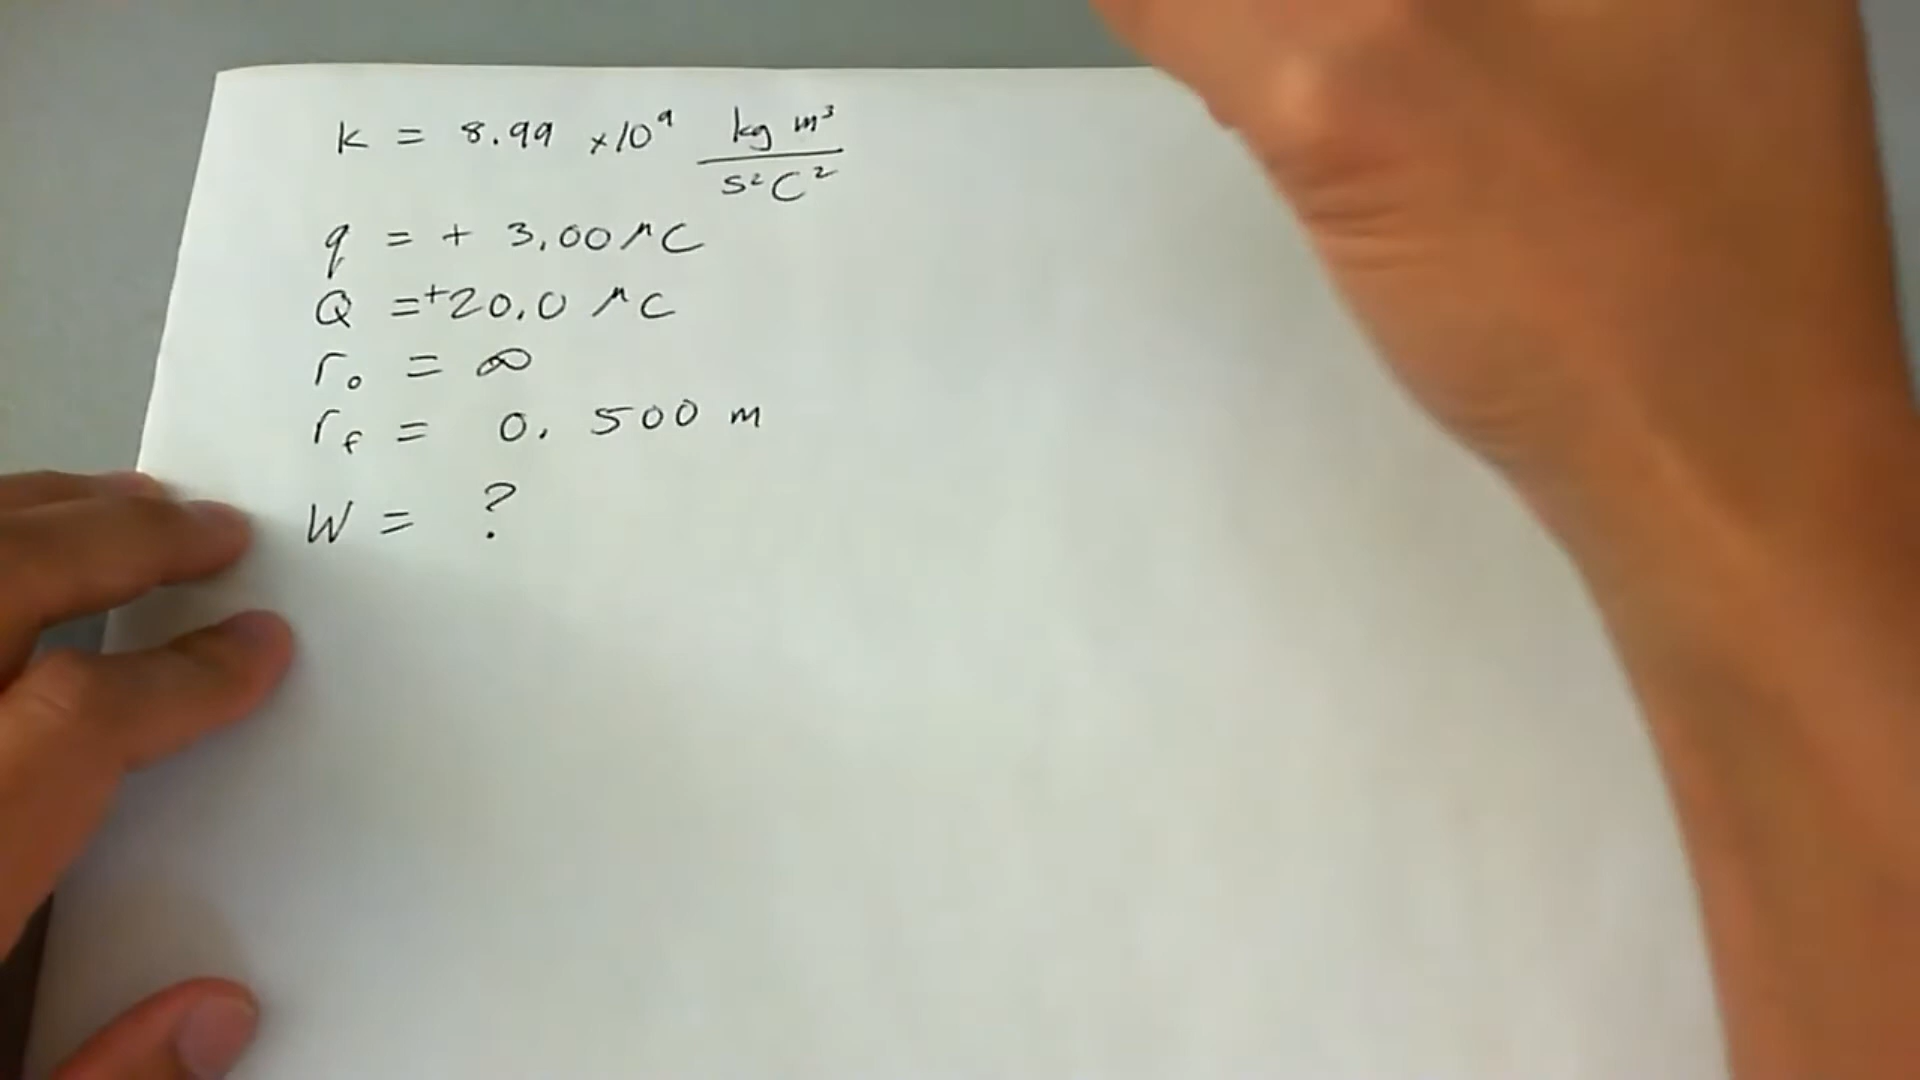 k = 8.99 ×10⁹ kg m³ / s²C²
q = + 3.00 μC
Q = +20.0 μC
r₀ = ∞
r_f = 0.500 m
W = ?